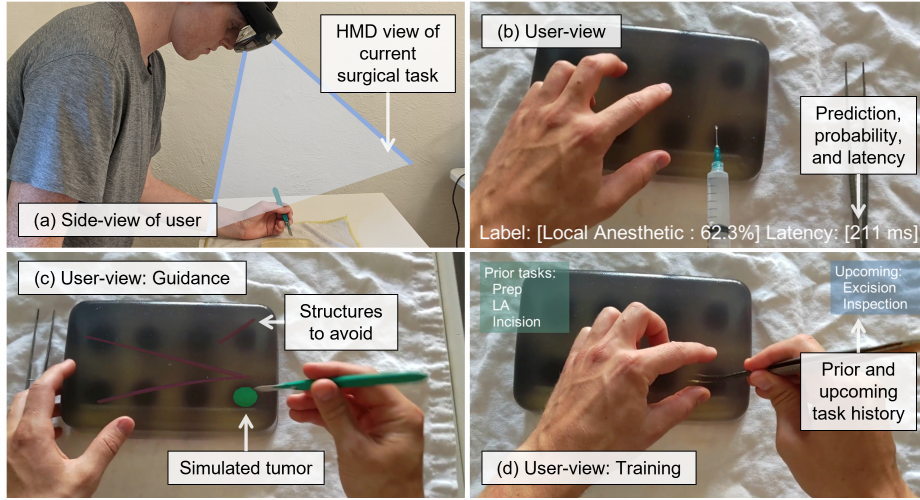 HMD view of
current
surgical task
(a) Side-view of user
(b) User-view
Prediction,
probability,
and latency
Label: [Local Anesthetic : 62.3%] Latency: [211 ms]
(c) User-view: Guidance
Structures
to avoid
Simulated tumor
Prior tasks:
Prep
LA
Incision
Upcoming:
Excision
Inspection
Prior and
upcoming
task history
(d) User-view: Training